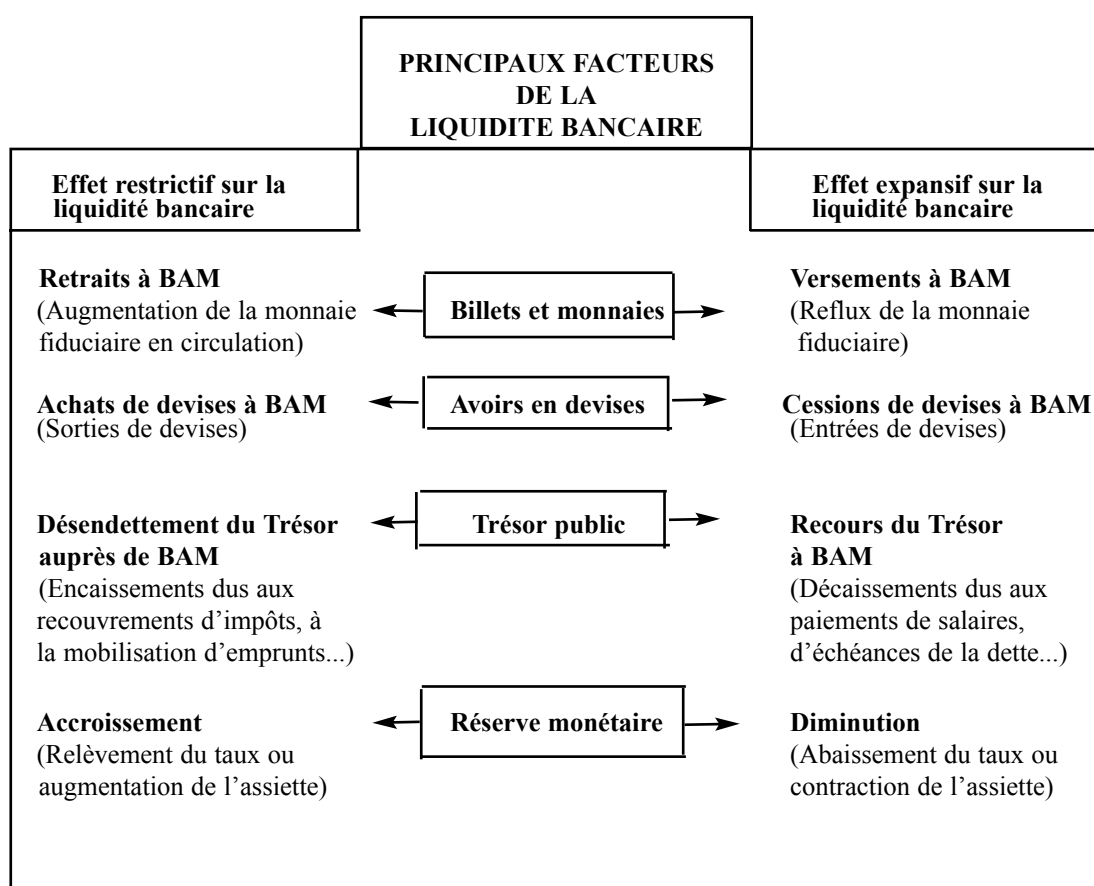 PRINCIPAUX FACTEURS
DE LA
LIQUIDITE BANCAIRE
Effet restrictif sur la
liquidité bancaire
Effet expansif sur la
liquidité bancaire
Retraits à BAM
(Augmentation de la monnaie
fiduciaire en circulation)
Billets et monnaies
Versements à BAM
(Reflux de la monnaie
fiduciaire)
Achats de devises à BAM
(Sorties de devises)
Avoirs en devises
Cessions de devises à BAM
(Entrées de devises)
Désendettement du Trésor
auprès de BAM
(Encaissements dus aux
recouvrements d’impôts, à
la mobilisation d’emprunts...)
Trésor public
Recours du Trésor
à BAM
(Décaissements dus aux
paiements de salaires,
d’échéances de la dette...)
Accroissement
(Relèvement du taux ou
augmentation de l’assiette)
Réserve monétaire
Diminution
(Abaissement du taux ou
contraction de l’assiette)